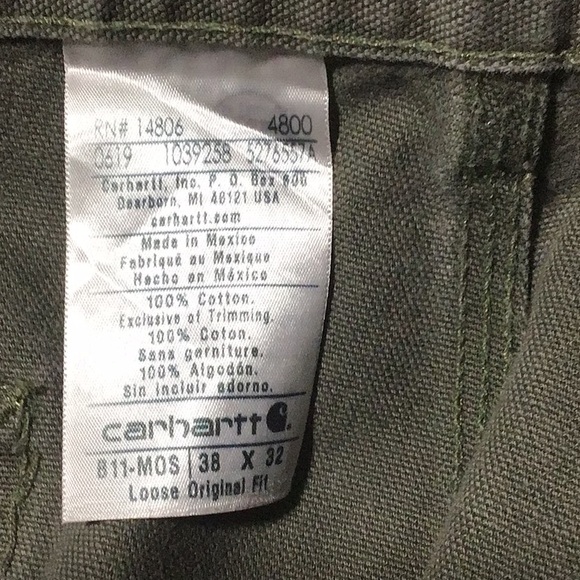 RN# 14806 4800
0619 1039258 5276557A
Carhartt, Inc. P. O. Box 600
Dearborn, MI 48121 USA
carhartt.com
Made in Mexico
Fabriqué au Mexique
Hecho en México
100% Cotton.
Exclusive of Trimming.
100% Coton.
Sans garniture.
100% Algodón.
Sin incluir adorno.
carhartt
B11-MOS 38 X 32
Loose Original Fit